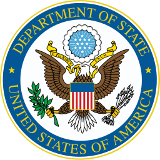 DEPARTMENT OF STATE
UNITED STATES OF AMERICA